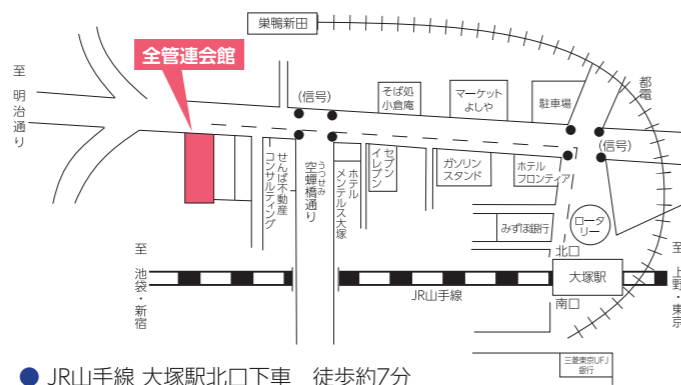 巣鴨新田
全管連会館
至 明治通り
(信号)
そば処
小倉庵
マーケット
よしや
駐車場
都電
(信号)
せんば不動産
コンサルティング
うつせみ
空蝉橋通り
ホテル
メンテルス大塚
セブン
イレブン
ガソリン
スタンド
ホテル
フロンティア
みずほ銀行
ロータ
リー
北口
大塚駅
南口
至 池袋・新宿
JR山手線
至 上野・東京
三菱東京UFJ
銀行
● JR山手線 大塚駅北口下車 徒歩約7分